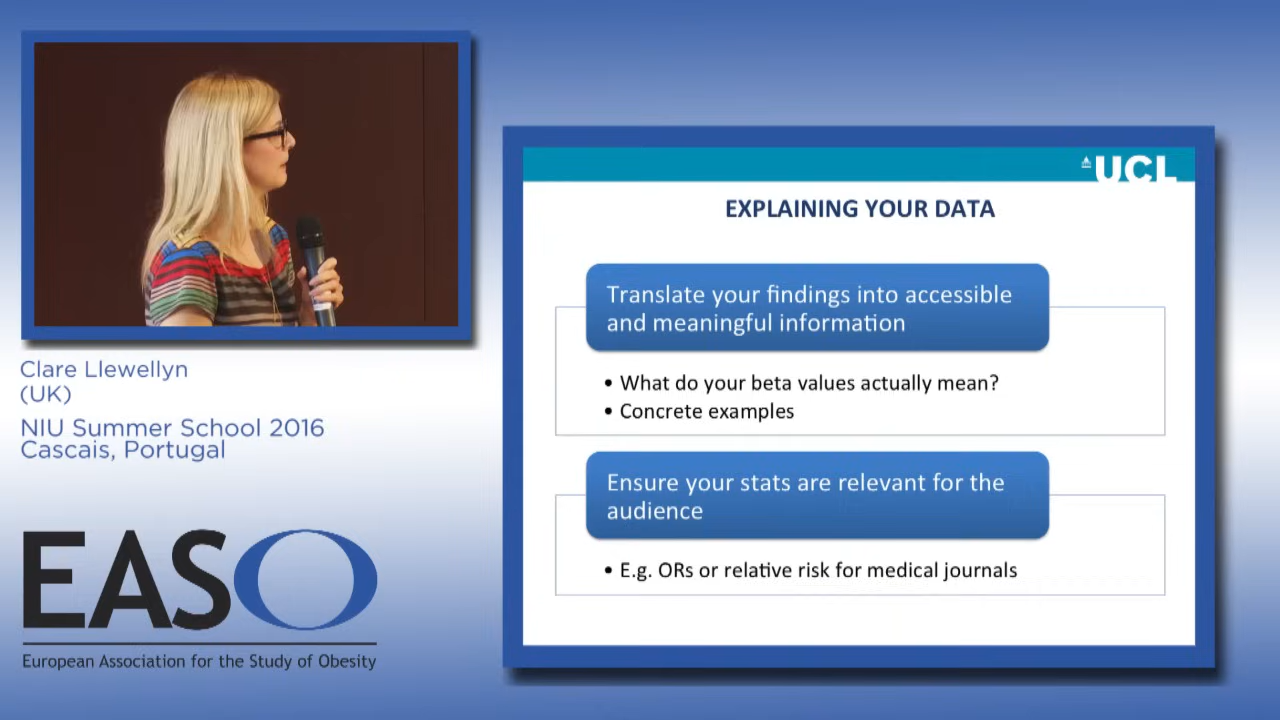 Clare Llewellyn
(UK)
NIU Summer School 2016
Cascais, Portugal
EASO
European Association for the Study of Obesity
UCL
EXPLAINING YOUR DATA
Translate your findings into accessible
and meaningful information
• What do your beta values actually mean?
• Concrete examples
Ensure your stats are relevant for the
audience
• E.g. ORs or relative risk for medical journals